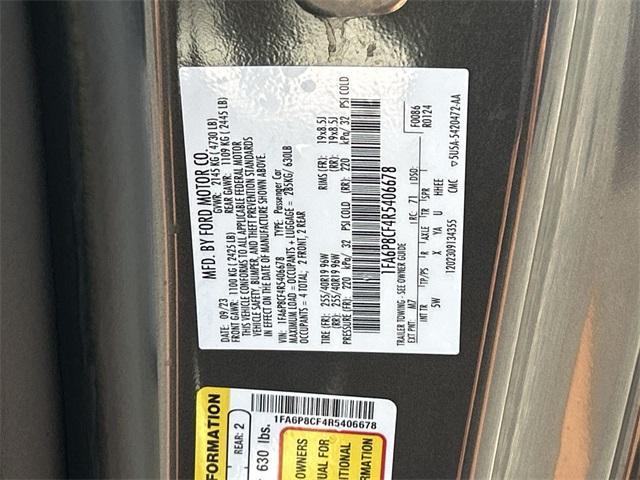 MFD. BY FORD MOTOR CO.
DATE: 09/23 GVWR: 2145 KG ( 4730 LB)
FRONT GAWR: 1100 KG ( 2425 LB) REAR GAWR: 1109 KG ( 2445 LB)
THIS VEHICLE CONFORMS TO ALL APPLICABLE FEDERAL MOTOR
VEHICLE SAFETY, BUMPER, AND THEFT PREVENTION STANDARDS
IN EFFECT ON THE DATE OF MANUFACTURE SHOWN ABOVE.
VIN: 1FA6P8CF4R5406678 TYPE: Passenger Car
MAXIMUM LOAD = OCCUPANTS + LUGGAGE = 285KG/ 630LB
OCCUPANTS = 4 TOTAL; 2 FRONT, 2 REAR
TIRE (FR): 255/40R19 96W RIMS (FR): 19x8.5J
(RR): 255/40R19 96W (RR): 19x8.5J
PRESSURE (FR): 220 kPa/ 32 PSI COLD (RR): 220 kPa/ 32 PSI COLD
1FA6P8CF4R5406678
TRAILER TOWING - SEE OWNER GUIDE
F0086
R0124
EXT PNT: M7 RC: 71 DSO:
INT TR TP/PS R AXLE TR SPR
5W X YA U HHEE
1202309134355 CMC 5USA-5420472-AA
1FA6P8CF4R5406678
FORMATION
REAR: 2
630 lbs.
OWNERS
UAL FOR
ITIONAL
RMATION